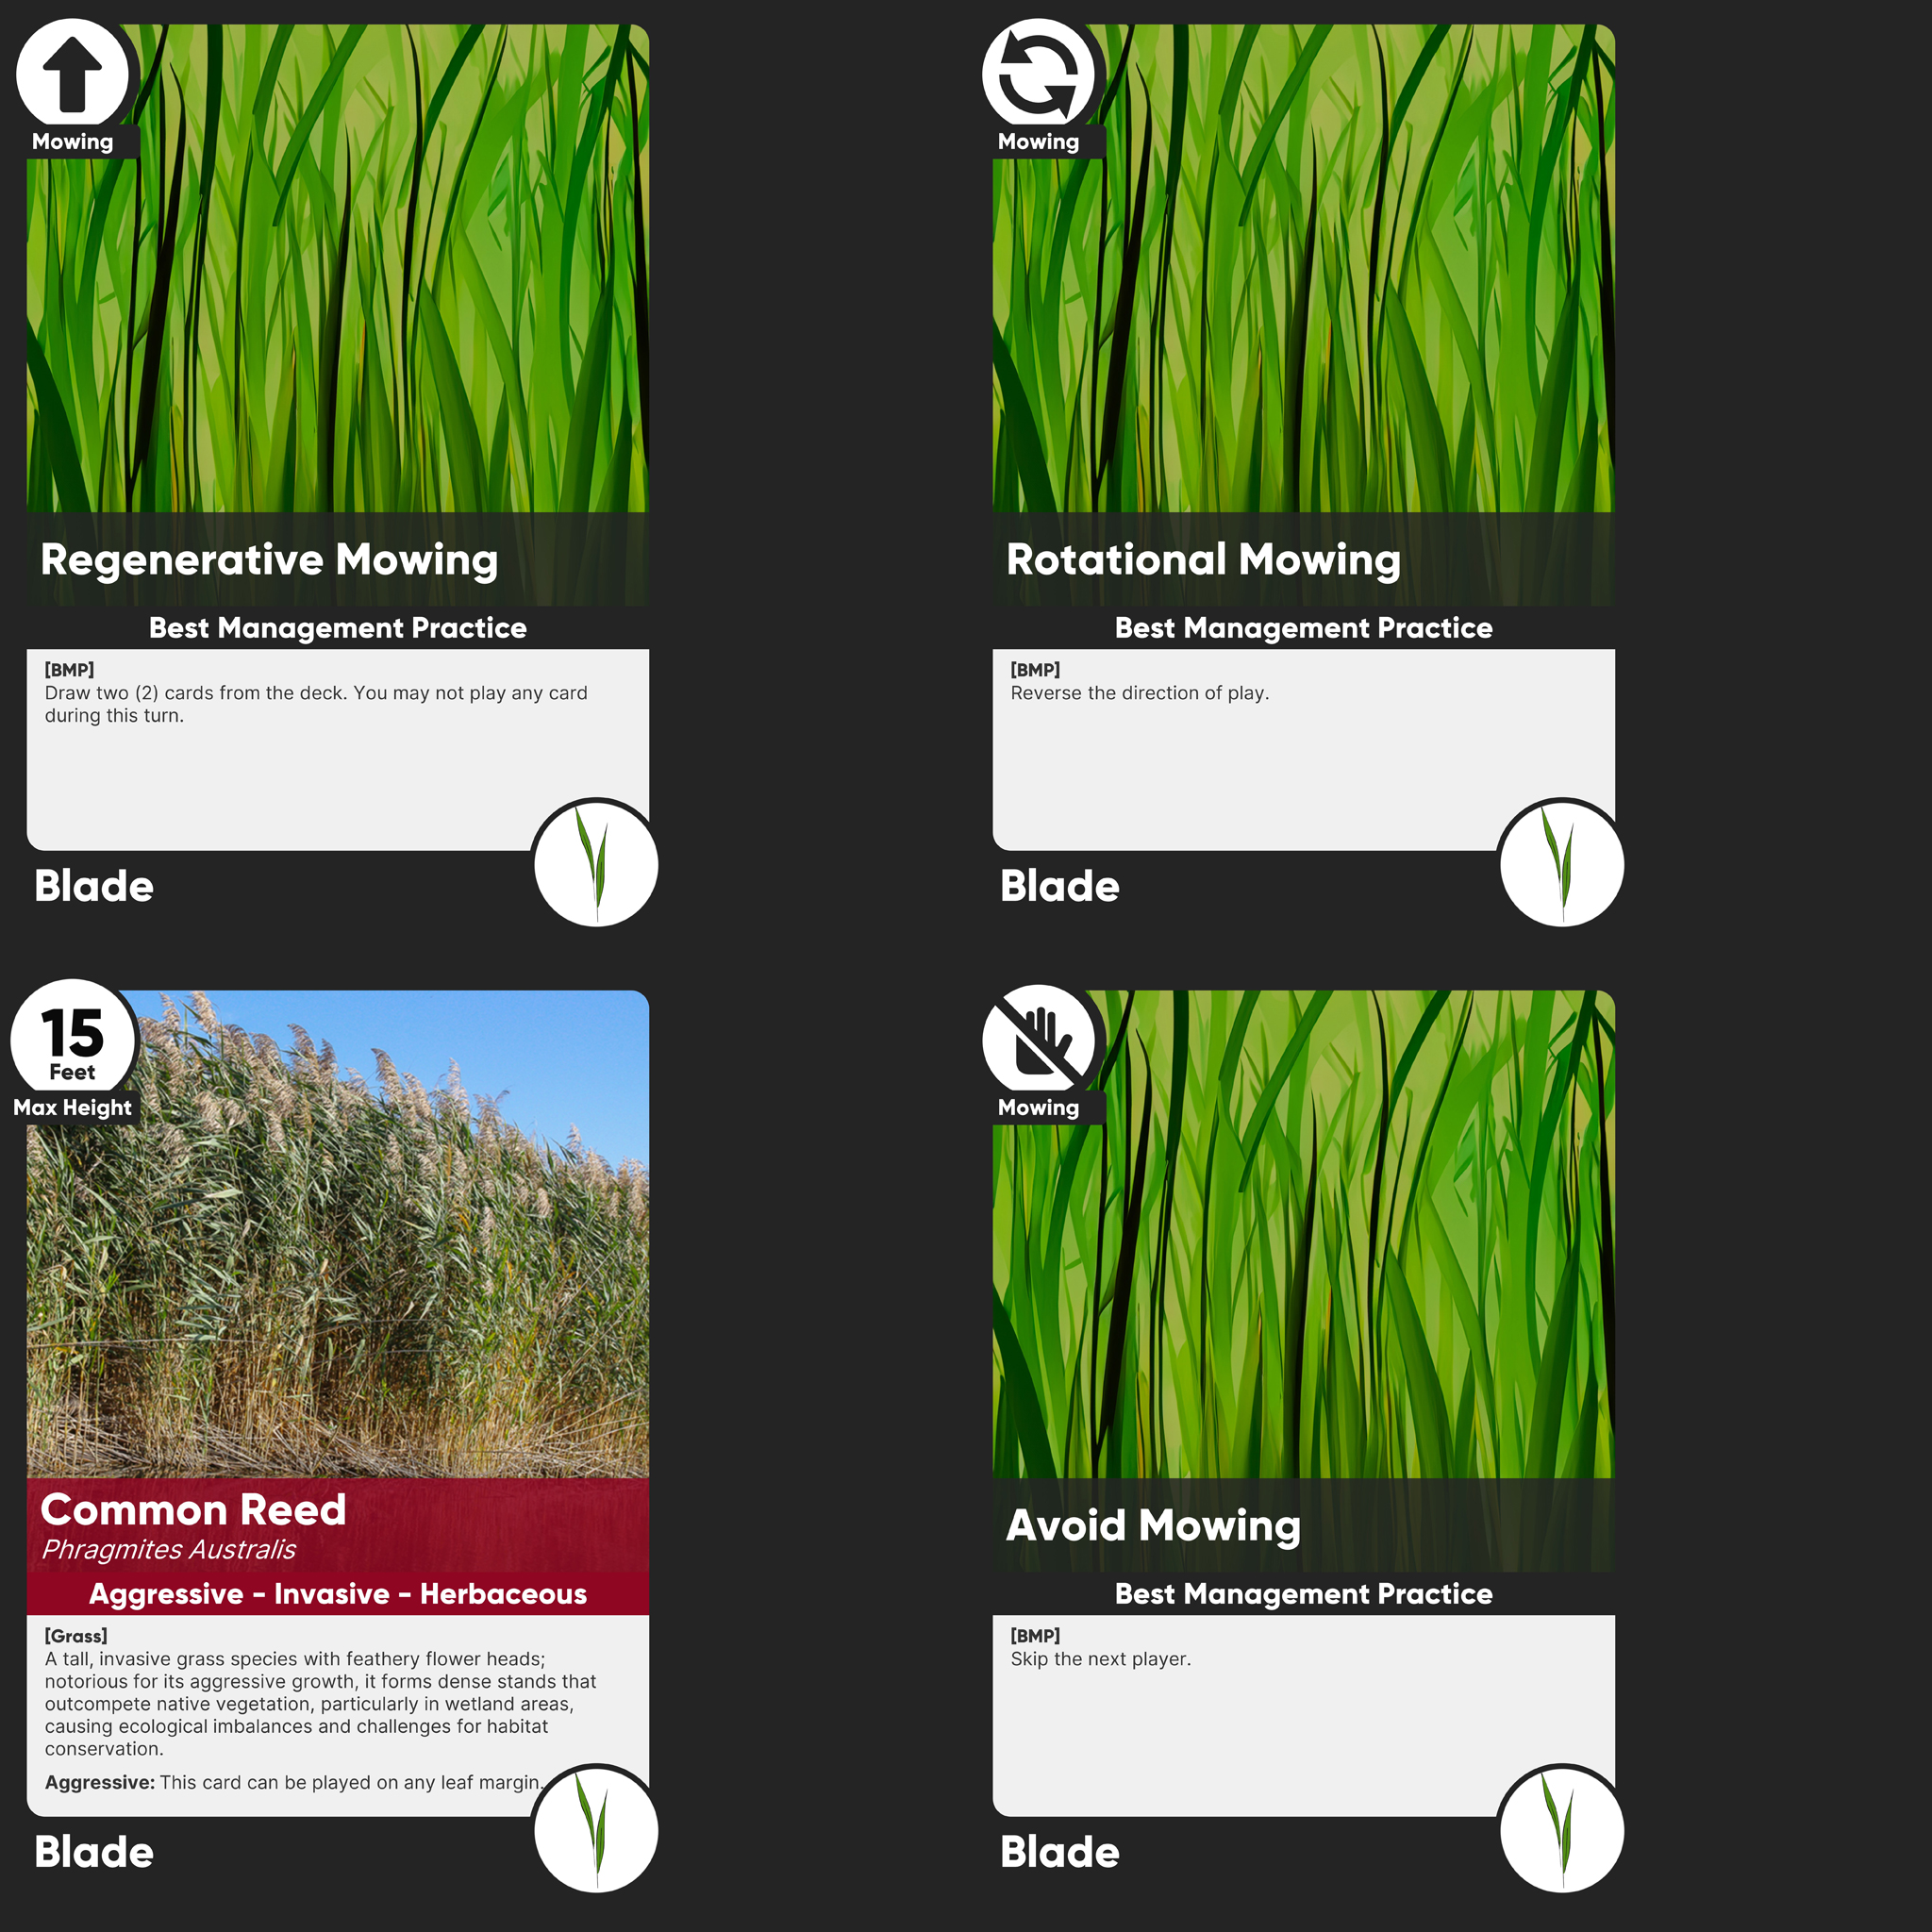 Mowing
Regenerative Mowing
Best Management Practice
[BMP]
Draw two (2) cards from the deck. You may not play any card
during this turn.
Blade
Mowing
Rotational Mowing
Best Management Practice
[BMP]
Reverse the direction of play.
Blade
15
Feet
Max Height
Common Reed
Phragmites Australis
Aggressive - Invasive - Herbaceous
[Grass]
A tall, invasive grass species with feathery flower heads;
notorious for its aggressive growth, it forms dense stands that
outcompete native vegetation, particularly in wetland areas,
causing ecological imbalances and challenges for habitat
conservation.
Aggressive: This card can be played on any leaf margin.
Blade
Mowing
Avoid Mowing
Best Management Practice
[BMP]
Skip the next player.
Blade